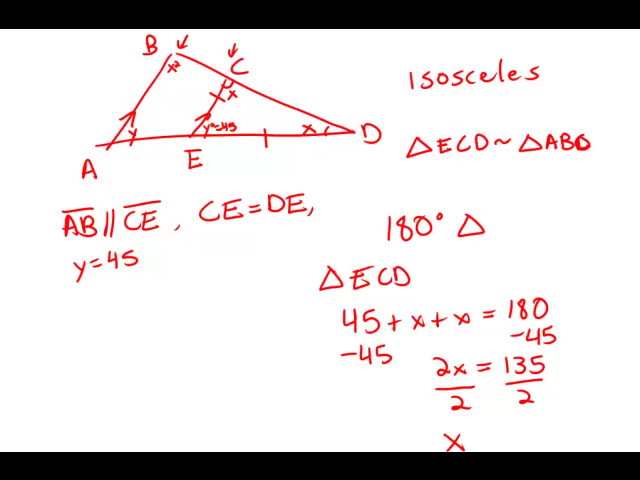 B
C
x°
x
isosceles
y
y=45
x
D
A
E
△ECD ~ △ABD
AB // CE , CE = DE,
y = 45
180° △
△ECD
45 + x + x = 180
-45 -45
2x = 135
2 2
x